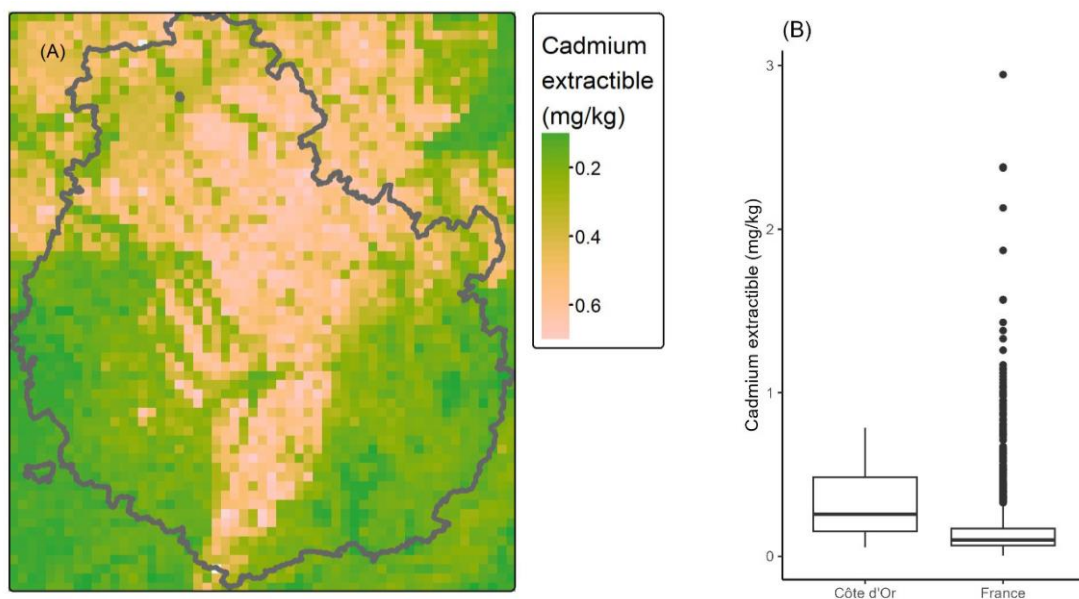 (A)
Cadmium
extractible
(mg/kg)
0.2
0.4
0.6
(B)
Cadmium extractible (mg/kg)
3
2
1
0
Côte d'Or
France